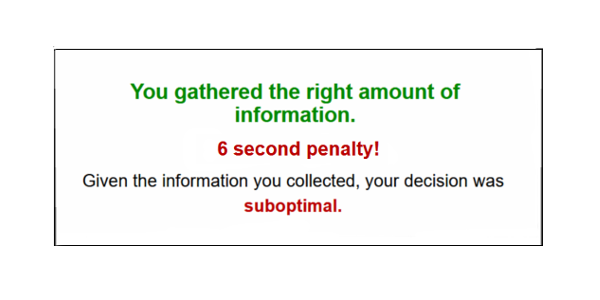 You gathered the right amount of
information.
6 second penalty!
Given the information you collected, your decision was
suboptimal.